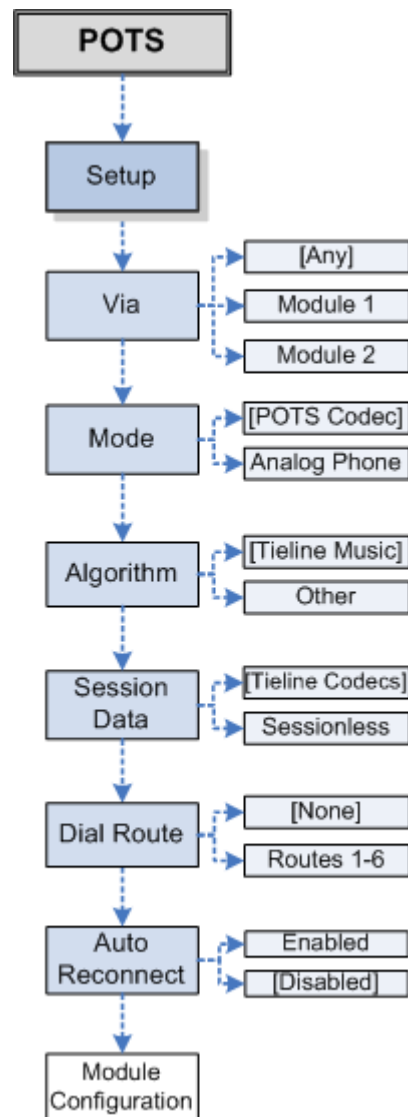 POTS
Setup
Via
[Any]
Module 1
Module 2
Mode
[POTS Codec]
Analog Phone
Algorithm
[Tieline Music]
Other
Session
Data
[Tieline Codecs]
Sessionless
Dial Route
[None]
Routes 1-6
Auto
Reconnect
Enabled
[Disabled]
Module
Configuration